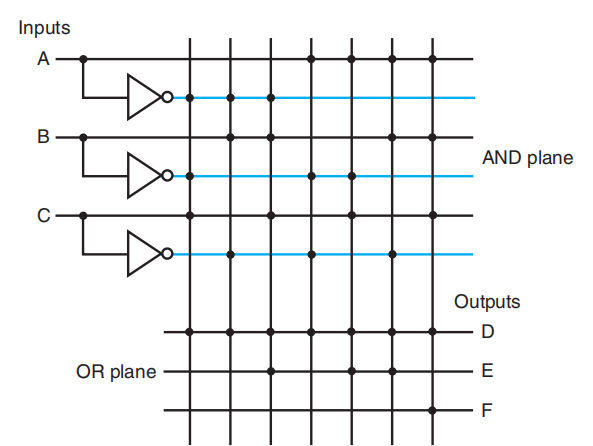 Inputs
A
B
AND plane
C
Outputs
D
OR plane
E
F